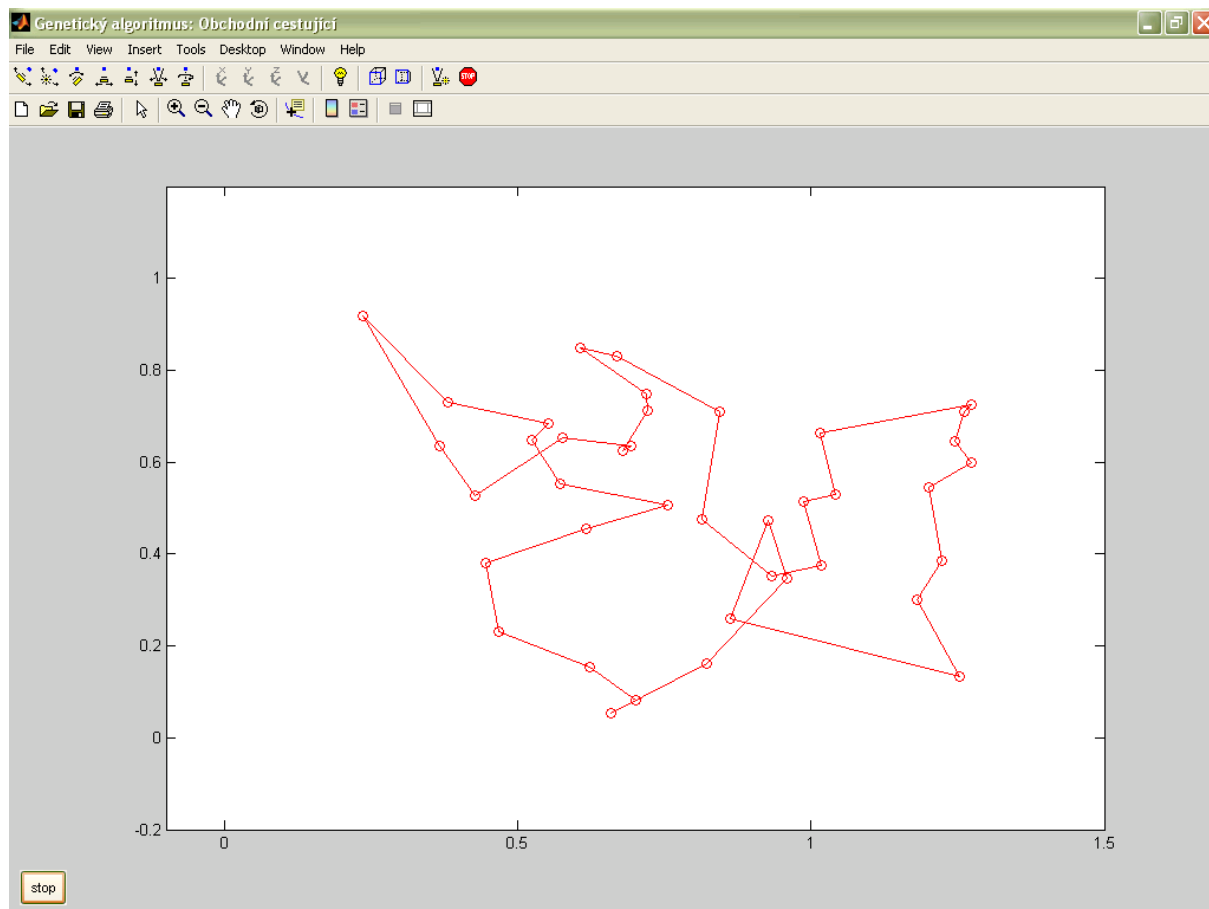 Genetický algoritmus: Obchodní cestující
File Edit View Insert Tools Desktop Window Help
STOP
1
0.8
0.6
0.4
0.2
0
-0.2
0 0.5 1 1.5
stop